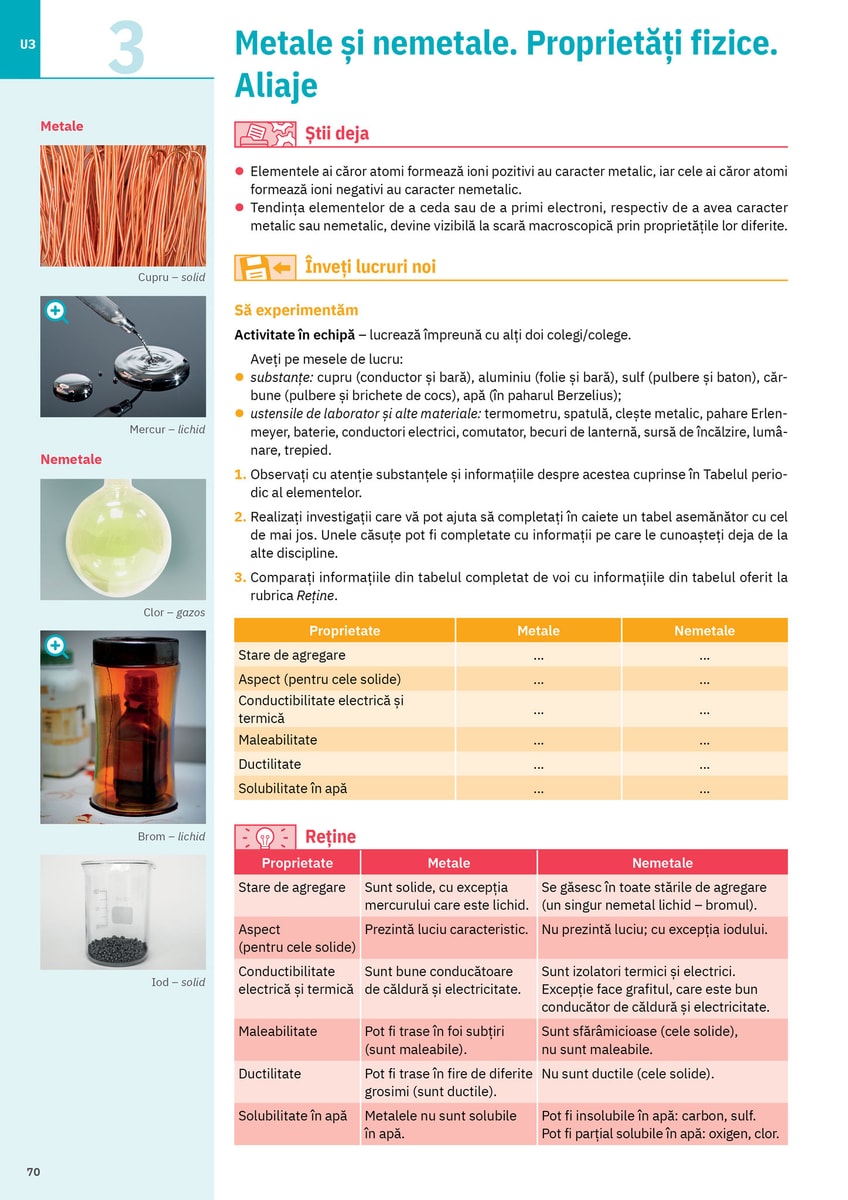 U3
3
Metale și nemetale. Proprietăți fizice.
Aliaje
Metale
Cupru – solid
Mercur – lichid
Nemetale
Clor – gazos
Brom – lichid
Iod – solid
Știi deja
Elementele ai căror atomi formează ioni pozitivi au caracter metalic, iar cele ai căror atomi
formează ioni negativi au caracter nemetalic.
Tendința elementelor de a ceda sau de a primi electroni, respectiv de a avea caracter
metalic sau nemetalic, devine vizibilă la scară macroscopică prin proprietățile lor diferite.
Înveți lucruri noi
Să experimentăm
Activitate în echipă – lucrează împreună cu alți doi colegi/colege.
Aveți pe mesele de lucru:
substanțe: cupru (conductor și bară), aluminiu (folie și bară), sulf (pulbere și baton), căr-
bune (pulbere și brichete de cocs), apă (în paharul Berzelius);
ustensile de laborator și alte materiale: termometru, spatulă, clește metalic, pahare Erlen-
meyer, baterie, conductori electrici, comutator, becuri de lanternă, sursă de încălzire, lumâ-
nare, trepied.
1. Observați cu atenție substanțele și informațiile despre acestea cuprinse în Tabelul perio-
dic al elementelor.
2. Realizați investigații care vă pot ajuta să completați în caiete un tabel asemănător cu cel
de mai jos. Unele căsuțe pot fi completate cu informații pe care le cunoașteți deja de la
alte discipline.
3. Comparați informațiile din tabelul completat de voi cu informațiile din tabelul oferit la
rubrica Reține.
Proprietate Metale Nemetale
Stare de agregare ... ...
Aspect (pentru cele solide) ... ...
Conductibilitate electrică și
termică ... ...
Maleabilitate ... ...
Ductilitate ... ...
Solubilitate în apă ... ...
Reține
Proprietate Metale Nemetale
Stare de agregare Sunt solide, cu excepția Se găsesc în toate stările de agregare
mercurului care este lichid. (un singur nemetal lichid – bromul).
Aspect Prezintă luciu caracteristic. Nu prezintă luciu; cu excepția iodului.
(pentru cele solide)
Conductibilitate Sunt bune conducătoare Sunt izolatori termici și electrici.
electrică și termică de căldură și electricitate. Excepție face grafitul, care este bun
conducător de căldură și electricitate.
Maleabilitate Pot fi trase în foi subțiri Sunt sfărâmicioase (cele solide),
(sunt maleabile). nu sunt maleabile.
Ductilitate Pot fi trase în fire de diferite Nu sunt ductile (cele solide).
grosimi (sunt ductile).
Solubilitate în apă Metalele nu sunt solubile Pot fi insolubile în apă: carbon, sulf.
în apă. Pot fi parțial solubile în apă: oxigen, clor.
70